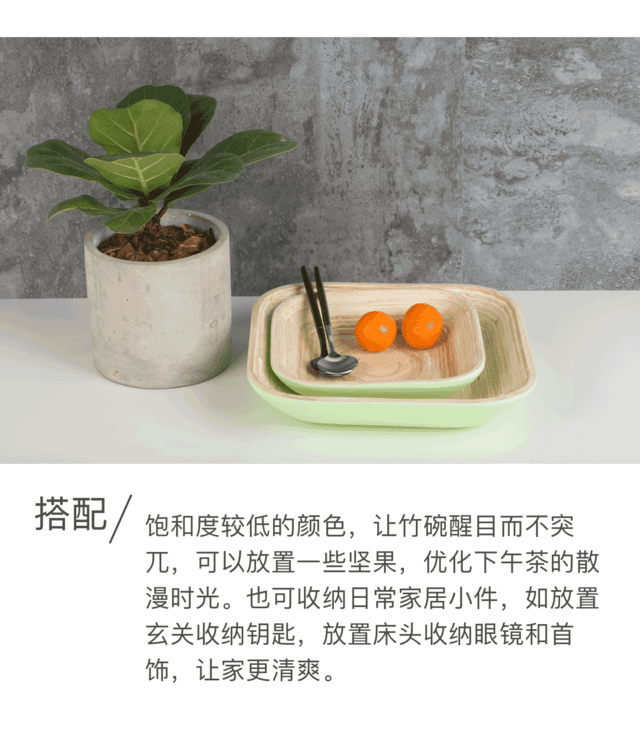 搭配/
饱和度较低的颜色，让竹碗醒目而不突
兀，可以放置一些坚果，优化下午茶的散
漫时光。也可收纳日常家居小件，如放置
玄关收纳钥匙，放置床头收纳眼镜和首
饰，让家更清爽。